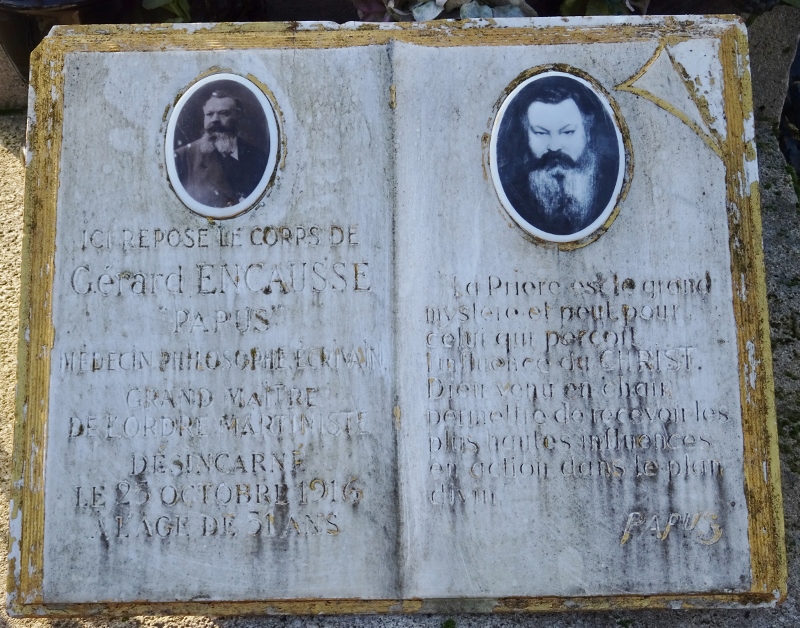 ICI REPOSE LE CORPS DE
Gérard ENCAUSSE
"PAPUS"
MÉDECIN, PHILOSOPHE, ÉCRIVAIN
GRAND MAÎTRE
DE L'ORDRE MARTINISTE
DÉSINCARNÉ
LE 25 OCTOBRE 1916
A L'AGE DE 51 ANS
La Prière est le grand
mystère et peut, pour
celui qui perçoit
l'influence du CHRIST,
Dieu venu en chair,
permettre de recevoir les
plus hautes influences
en action dans le plan
divin.
PAPUS